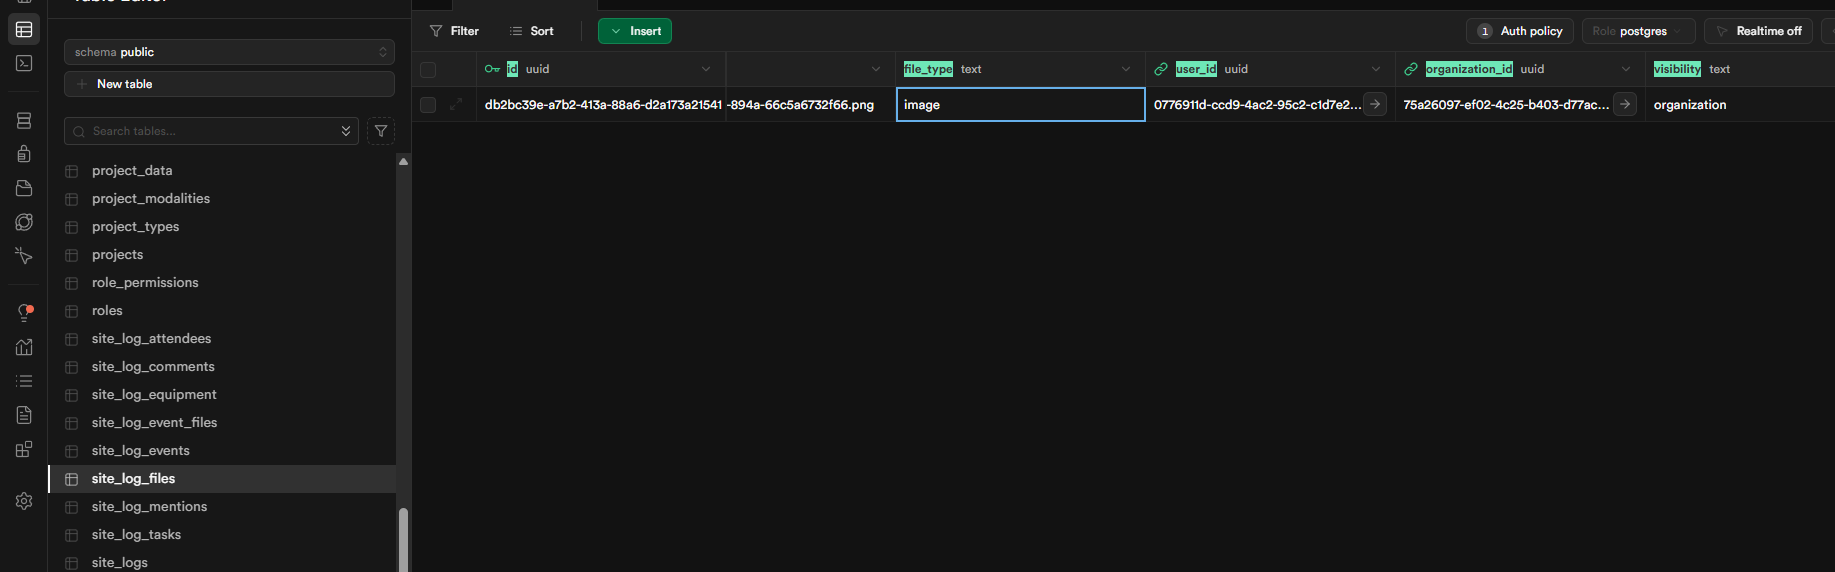 Table Editor
schema public
New table
Search tables...
project_data
project_modalities
project_types
projects
role_permissions
roles
site_log_attendees
site_log_comments
site_log_equipment
site_log_event_files
site_log_events
site_log_files
site_log_mentions
site_log_tasks
site_logs
Filter Sort Insert 1 Auth policy Role postgres Realtime off
id uuid file_type text user_id uuid organization_id uuid visibility text
db2bc39e-a7b2-413a-88a6-d2a173a21541 -894a-66c5a6732f66.png image 0776911d-ccd9-4ac2-95c2-c1d7e2... 75a26097-ef02-4c25-b403-d77ac... organization